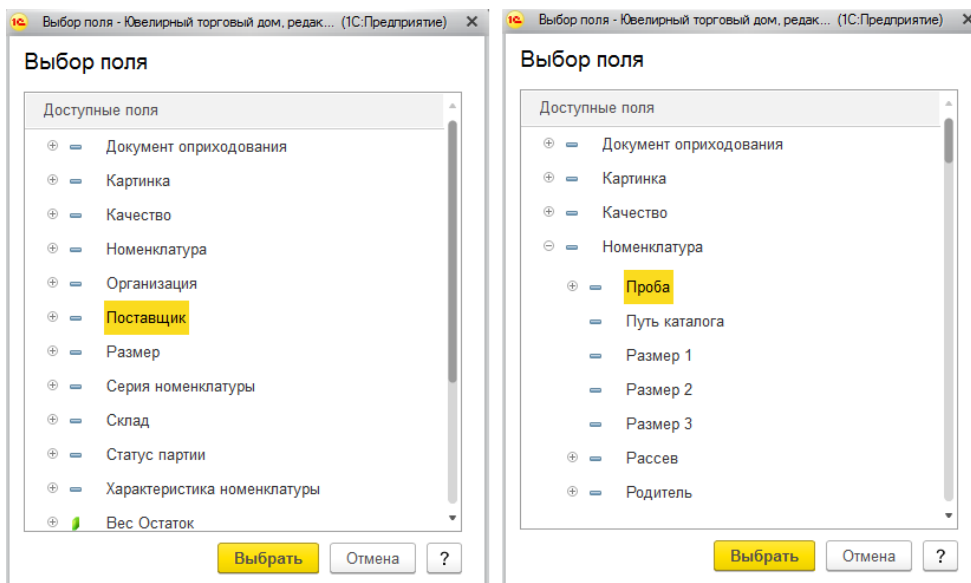 Выбор поля - Ювелирный торговый дом, редак... (1С:Предприятие)
Выбор поля
Доступные поля
Документ оприходования
Картинка
Качество
Номенклатура
Организация
Поставщик
Размер
Серия номенклатуры
Склад
Статус партии
Характеристика номенклатуры
Вес Остаток
Выбрать
Отмена
?
Выбор поля - Ювелирный торговый дом, редак... (1С:Предприятие)
Выбор поля
Доступные поля
Документ оприходования
Картинка
Качество
Номенклатура
Проба
Путь каталога
Размер 1
Размер 2
Размер 3
Рассев
Родитель
Выбрать
Отмена
?